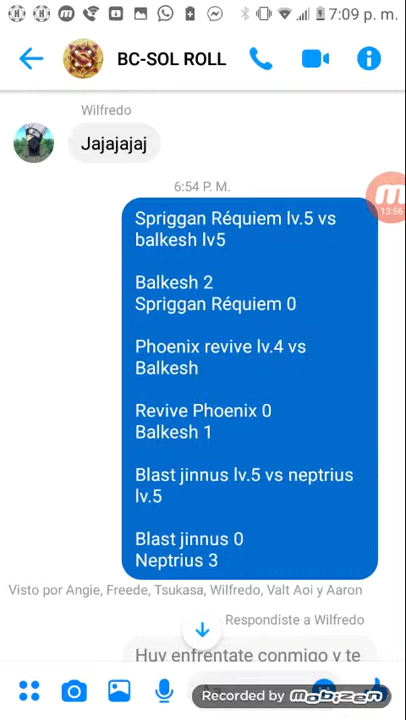 7:09 p. m.
BC-SOL ROLL
Wilfredo
Jajajajaj
6:54 P. M.
13:56
Spriggan Réquiem lv.5 vs
balkesh lv5
Balkesh 2
Spriggan Réquiem 0
Phoenix revive lv.4 vs
Balkesh
Revive Phoenix 0
Balkesh 1
Blast jinnus lv.5 vs neptrius
lv.5
Blast jinnus 0
Neptrius 3
Visto por Angie, Freede, Tsukasa, Wilfredo, Valt Aoi y Aaron
Respondiste a Wilfredo
Huy enfrentate conmigo y te
Recorded by Mobizen